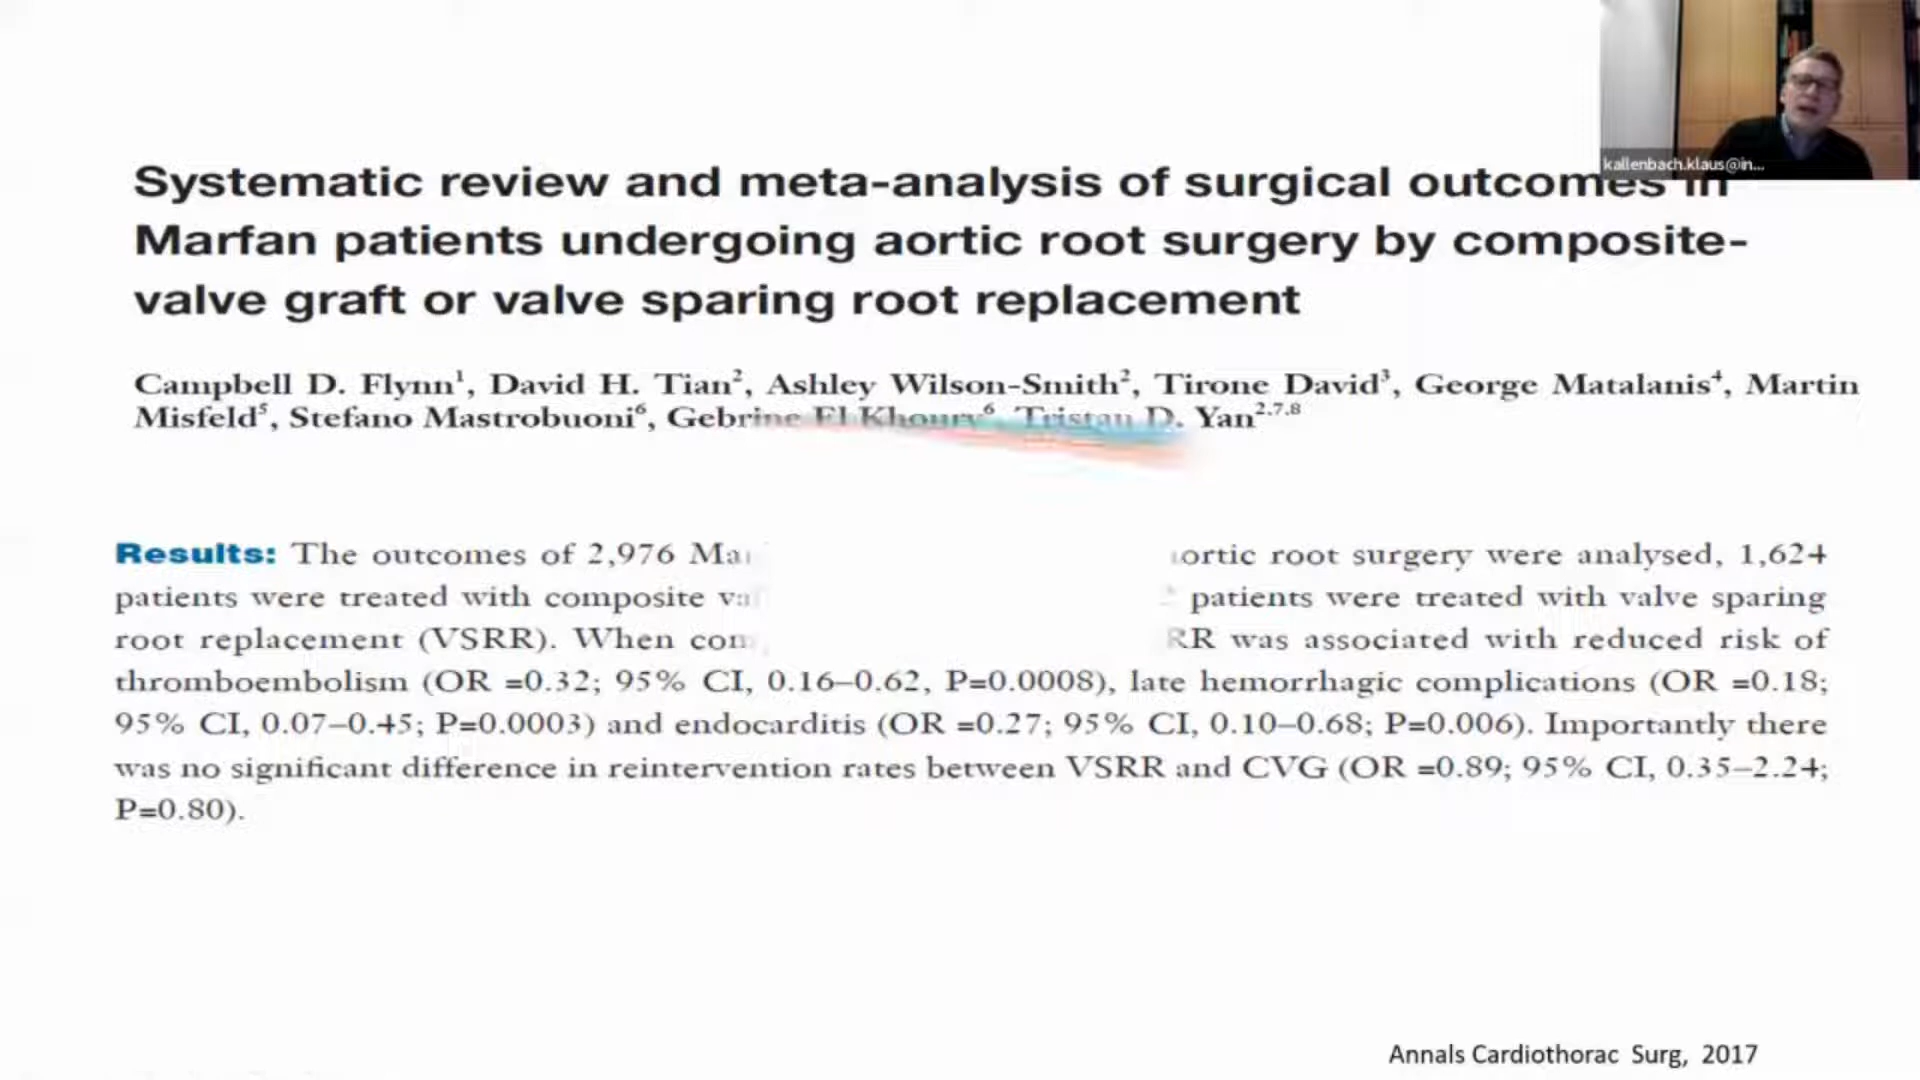 kallenbach.klaus@in...
Systematic review and meta-analysis of surgical outcomes in
Marfan patients undergoing aortic root surgery by composite-
valve graft or valve sparing root replacement
Campbell D. Flynn¹, David H. Tian², Ashley Wilson-Smith², Tirone David³, George Matalanis⁴, Martin
Misfeld⁵, Stefano Mastrobuoni⁶, Gebrine El Khoury⁶, Tristan D. Yan²,⁷,⁸
Results: The outcomes of 2,976 Mar ortic root surgery were analysed, 1,624
patients were treated with composite va patients were treated with valve sparing
root replacement (VSRR). When com RR was associated with reduced risk of
thromboembolism (OR =0.32; 95% CI, 0.16–0.62, P=0.0008), late hemorrhagic complications (OR =0.18;
95% CI, 0.07–0.45; P=0.0003) and endocarditis (OR =0.27; 95% CI, 0.10–0.68; P=0.006). Importantly there
was no significant difference in reintervention rates between VSRR and CVG (OR =0.89; 95% CI, 0.35–2.24;
P=0.80).
Annals Cardiothorac Surg, 2017